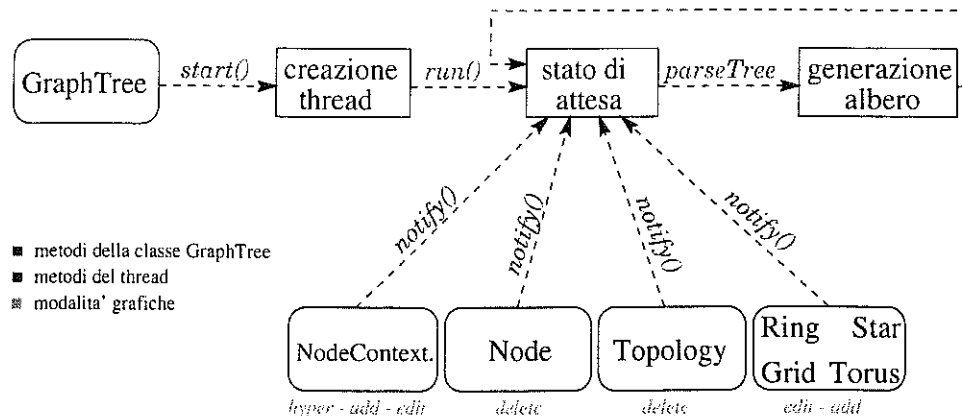 GraphTree
start()
creazione
thread
run()
stato di
attesa
parseTree
generazione
albero
notify()
notify()
notify()
notify()
metodi della classe GraphTree
metodi del thread
modalita' grafiche
NodeContext.
Node
Topology
Ring Star
Grid Torus
hyper - add - edit
delete
delete
edit - add